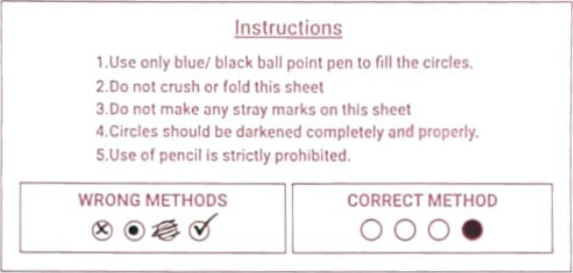 Instructions
1.Use only blue/ black ball point pen to fill the circles.
2.Do not crush or fold this sheet
3.Do not make any stray marks on this sheet
4.Circles should be darkened completely and properly.
5.Use of pencil is strictly prohibited.
WRONG METHODS
CORRECT METHOD